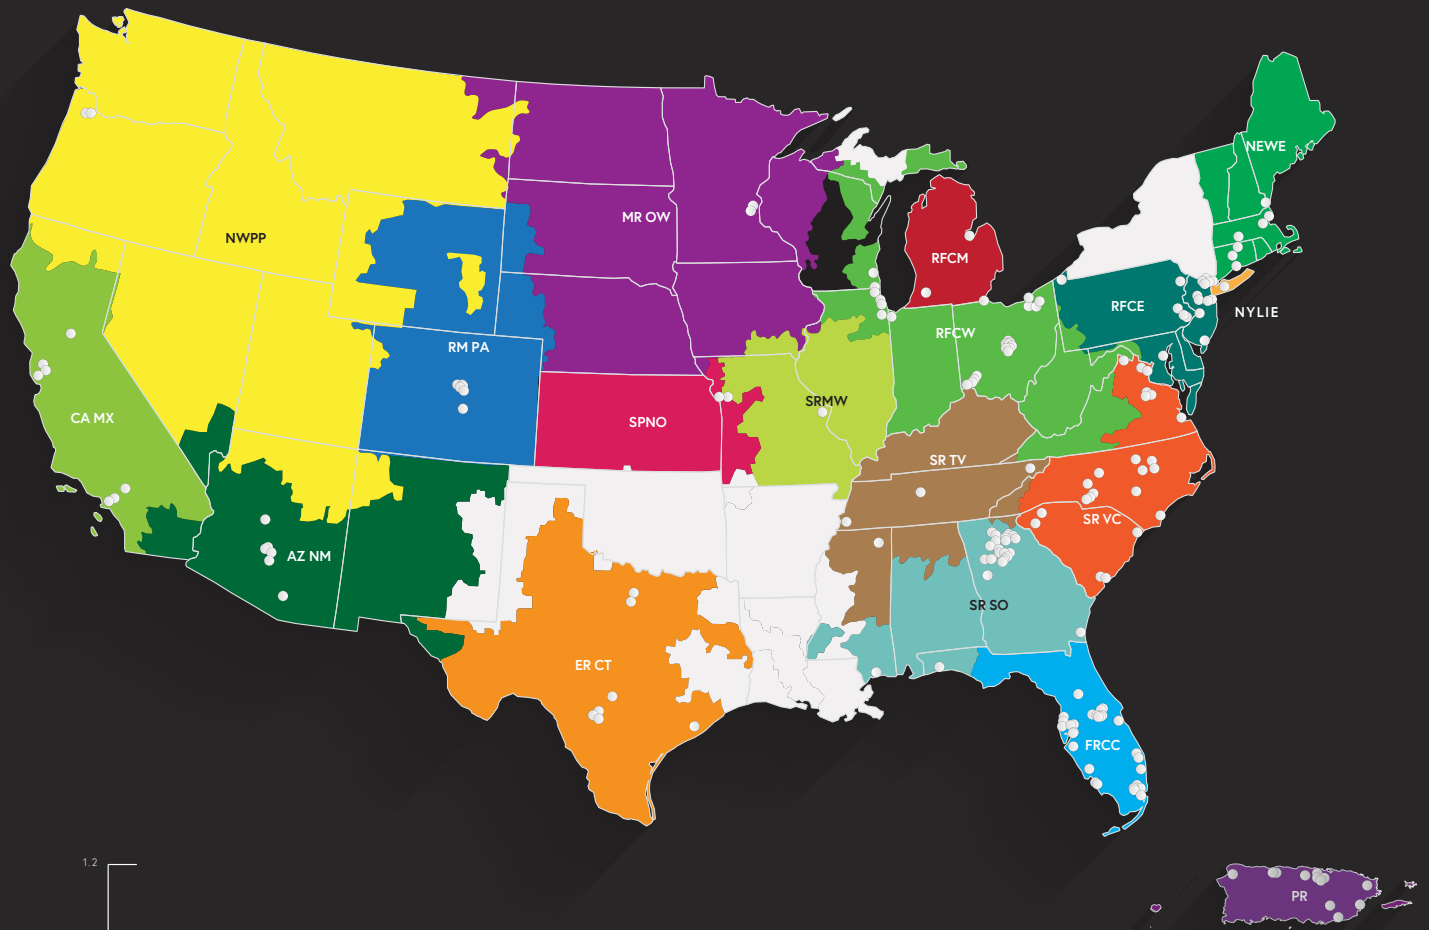 NEWE
NWPP
MR OW
RFCM
RFCE
NYLIE
RFCW
RM PA
SRMW
CA MX
SPNO
SR TV
SR VC
AZ NM
SR SO
ER CT
FRCC
1.2
PR